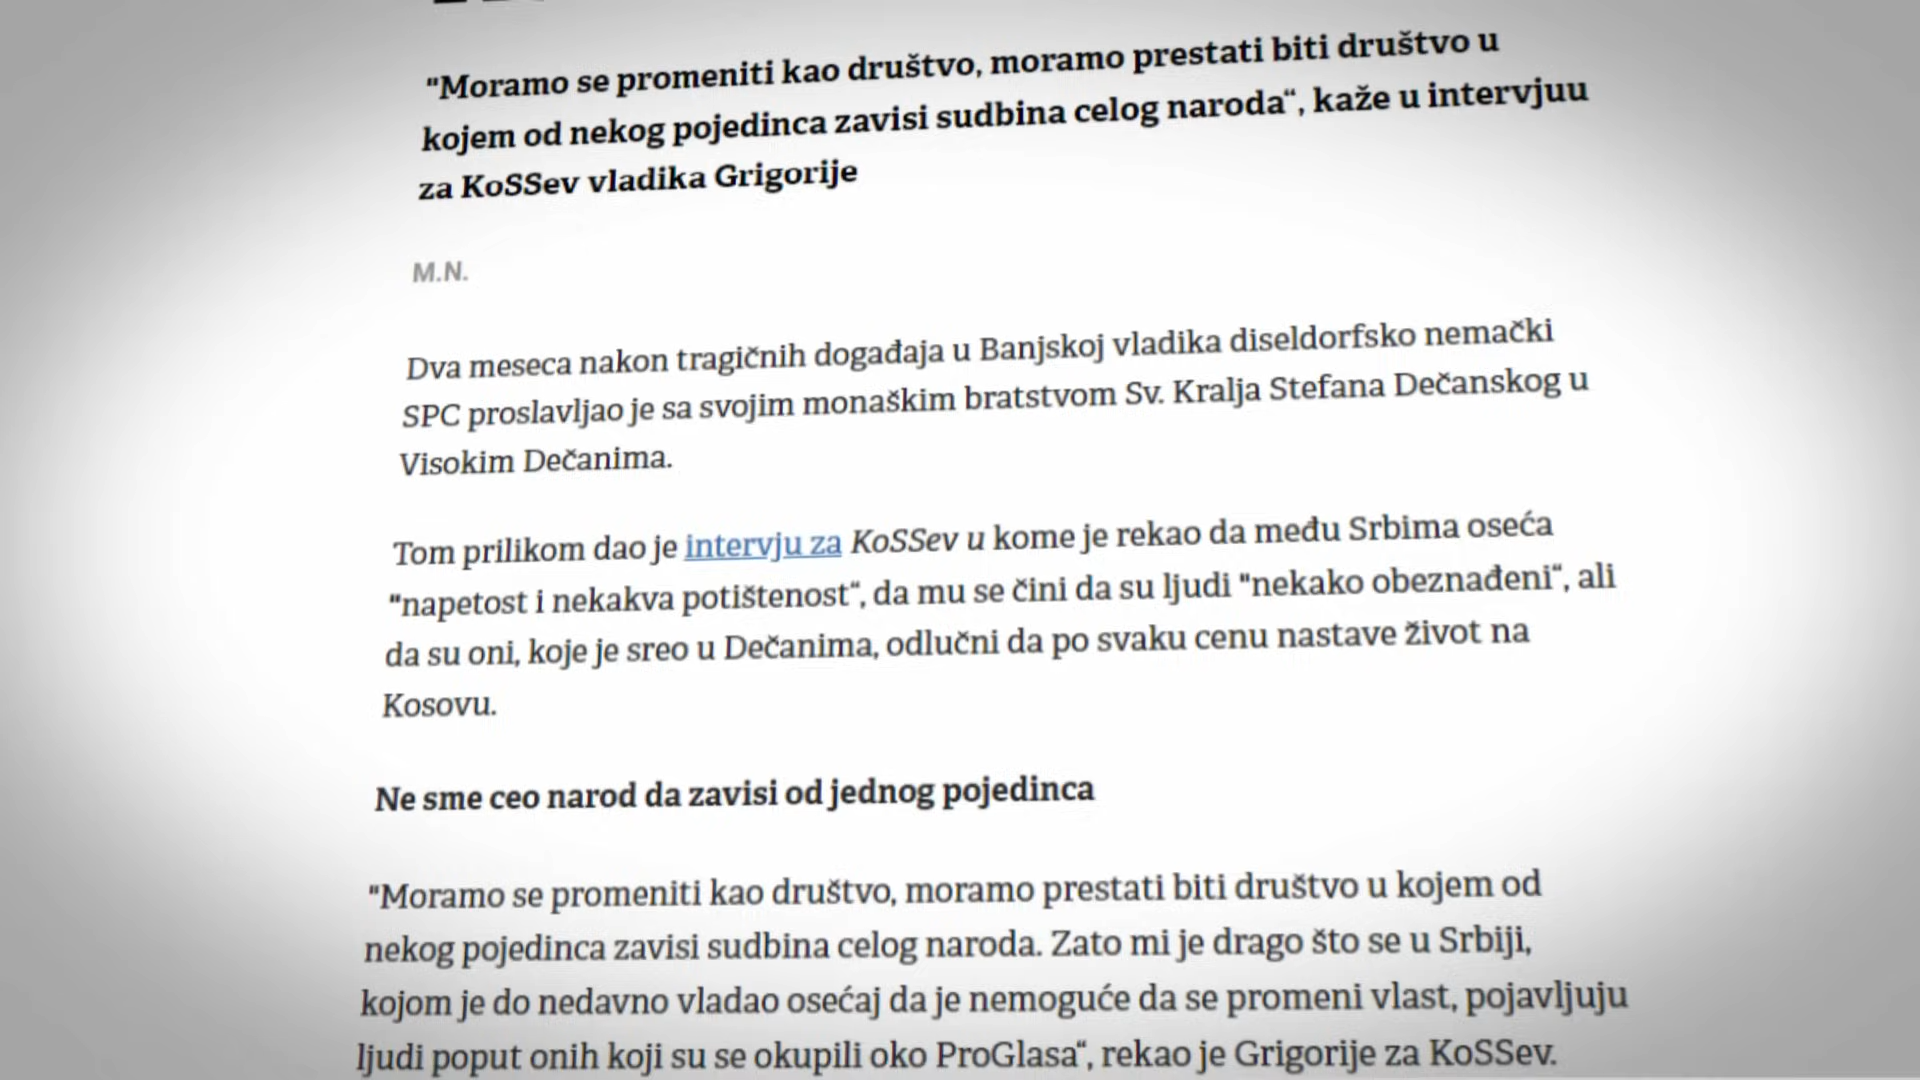 "Moramo se promeniti kao društvo, moramo prestati biti društvo u
kojem od nekog pojedinca zavisi sudbina celog naroda“, kaže u intervjuu
za KoSSev vladika Grigorije
M.N.
Dva meseca nakon tragičnih događaja u Banjskoj vladika diseldorfsko nemački
SPC proslavljao je sa svojim monaškim bratstvom Sv. Kralja Stefana Dečanskog u
Visokim Dečanima.
Tom prilikom dao je intervju za KoSSev u kome je rekao da među Srbima oseća
"napetost i nekakva potištenost“, da mu se čini da su ljudi "nekako obeznađeni“, ali
da su oni, koje je sreo u Dečanima, odlučni da po svaku cenu nastave život na
Kosovu.
Ne sme ceo narod da zavisi od jednog pojedinca
"Moramo se promeniti kao društvo, moramo prestati biti društvo u kojem od
nekog pojedinca zavisi sudbina celog naroda. Zato mi je drago što se u Srbiji,
kojom je do nedavno vladao osećaj da je nemoguće da se promeni vlast, pojavljuju
ljudi poput onih koji su se okupili oko ProGlasa“, rekao je Grigorije za KoSSev.